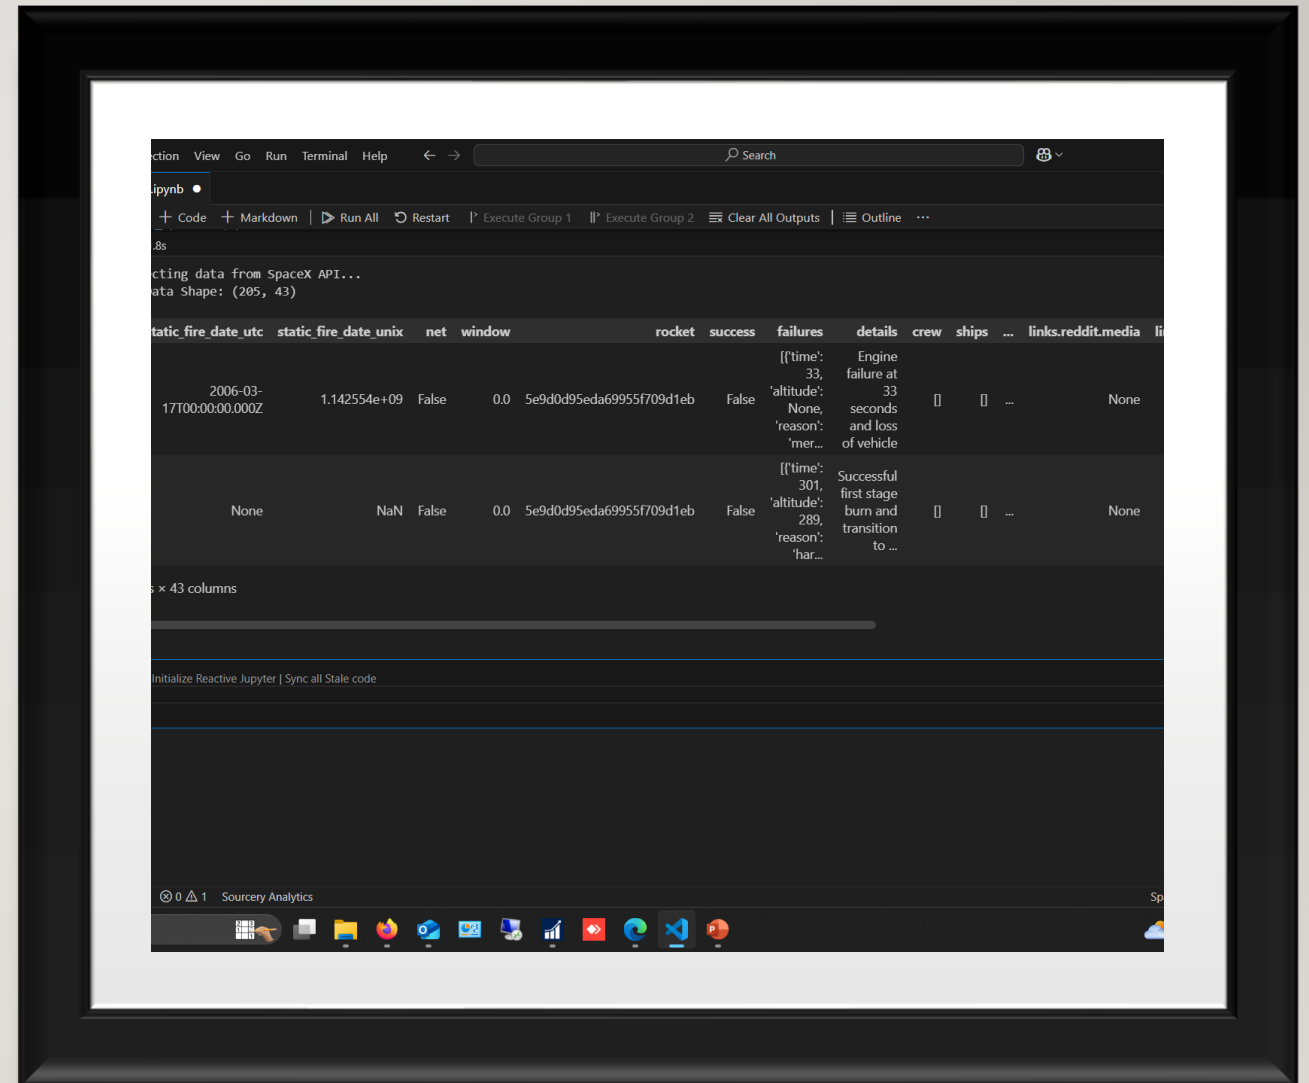 ction View Go Run Terminal Help Search
.ipynb
Code Markdown Run All Restart Execute Group 1 Execute Group 2 Clear All Outputs Outline ...
.8s
cting data from SpaceX API...
ata Shape: (205, 43)
tatic_fire_date_utc static_fire_date_unix net window rocket success failures details crew ships ... links.reddit.media li
2006-03-17T00:00:00.000Z 1.142554e+09 False 0.0 5e9d0d95eda69955f709d1eb False [{'time': 33, 'altitude': None, 'reason': 'mer... Engine failure at 33 seconds and loss of vehicle [] [] ... None
None NaN False 0.0 5e9d0d95eda69955f709d1eb False [{'time': 301, 'altitude': 289, 'reason': 'har... Successful first stage burn and transition to ... [] [] ... None
s × 43 columns
Initialize Reactive Jupyter | Sync all Stale code
0 1 Sourcery Analytics Sp